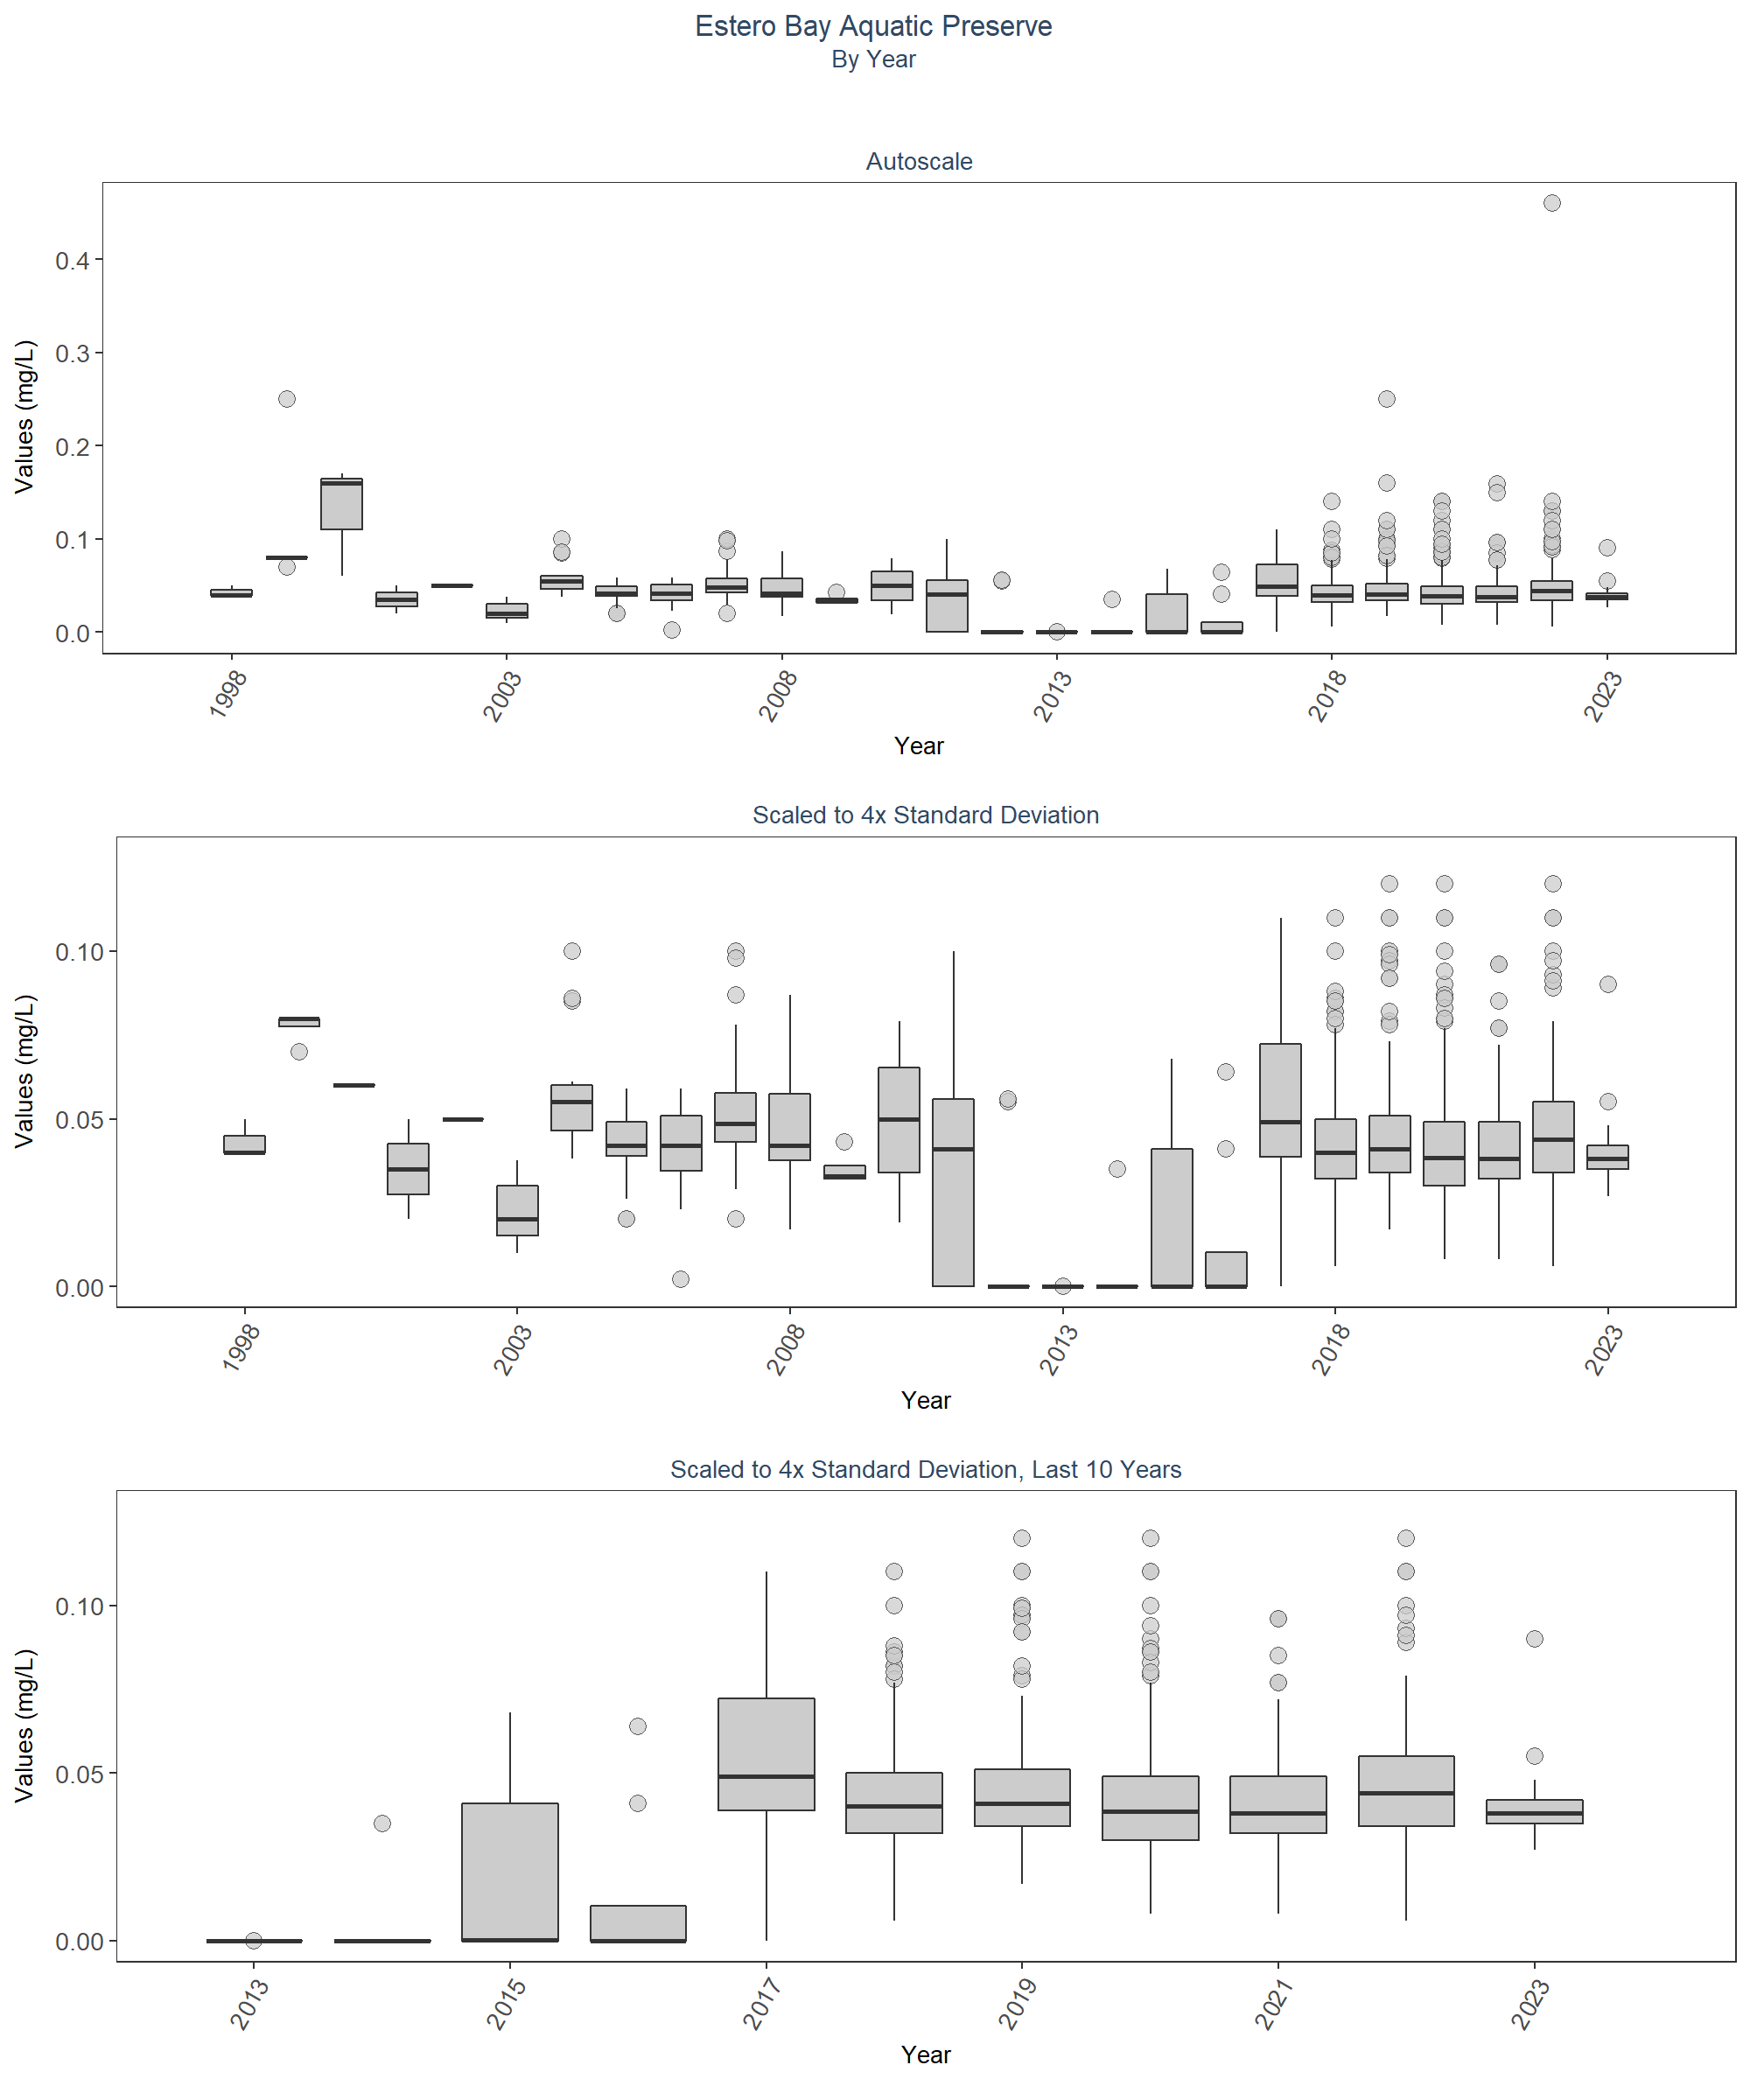 Estero Bay Aquatic Preserve
By Year
Autoscale
Values (mg/L)
0.4
0.3
0.2
0.1
0.0
1998
2003
2008
2013
2018
2023
Year
Scaled to 4x Standard Deviation
Values (mg/L)
0.10
0.05
0.00
1998
2003
2008
2013
2018
2023
Year
Scaled to 4x Standard Deviation, Last 10 Years
Values (mg/L)
0.10
0.05
0.00
2013
2015
2017
2019
2021
2023
Year